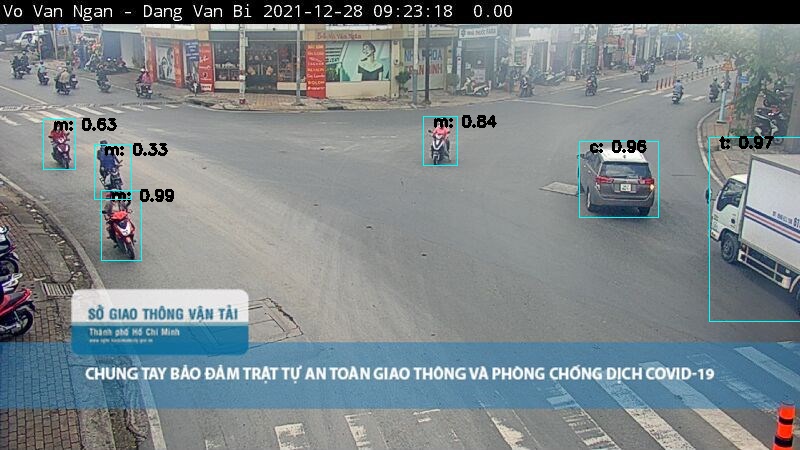 Vo Van Ngan - Dang Van Bi 2021-12-28 09:23:18 0.00
NHÀ THUỐC
m: 0.63
m: 0.84
m: 0.33
c: 0.96
t: 0.97
m: 0.99
SỞ GIAO THÔNG VẬN TẢI
Thành phố Hồ Chí Minh
CHUNG TAY BẢO ĐẢM TRẬT TỰ AN TOÀN GIAO THÔNG VÀ PHÒNG CHỐNG DỊCH COVID-19